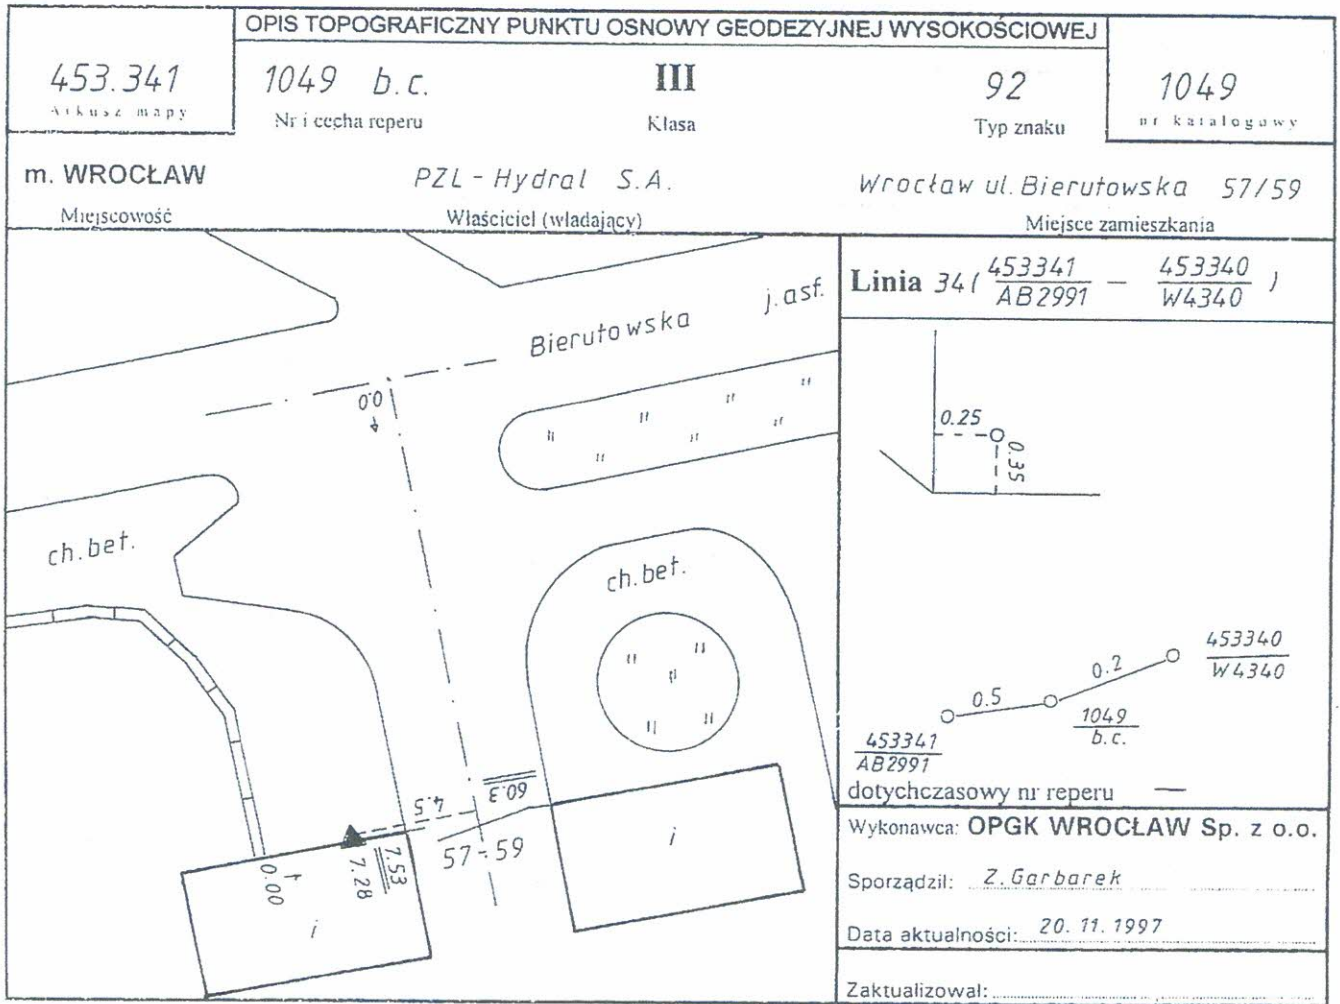 OPIS TOPOGRAFICZNY PUNKTU OSNOWY GEODEZYJNEJ WYSOKOŚCIOWEJ
453.341
Arkusz mapy
1049 b.c.
Nr i cecha reperu
III
Klasa
92
Typ znaku
1049
nr katalogowy
m. WROCŁAW
Miejscowość
PZL - Hydral S.A.
Właściciel (władający)
Wrocław ul. Bierutowska 57/59
Miejsce zamieszkania
Bierutowska
j.asf.
0.0
ch.bet.
ch.bet.
60.3
4.5
57-59
7.53
7.28
0.00
i
i
Linia 34 ( 453341 — 453340 )
AB2991 W4340
0.25
0.35
453340
W4340
0.2
0.5
1049
b.c.
453341
AB2991
dotychczasowy nr reperu —
Wykonawca: OPGK WROCŁAW Sp. z o.o.
Sporządził: Z. Garbarek
Data aktualności: 20. 11. 1997
Zaktualizował: